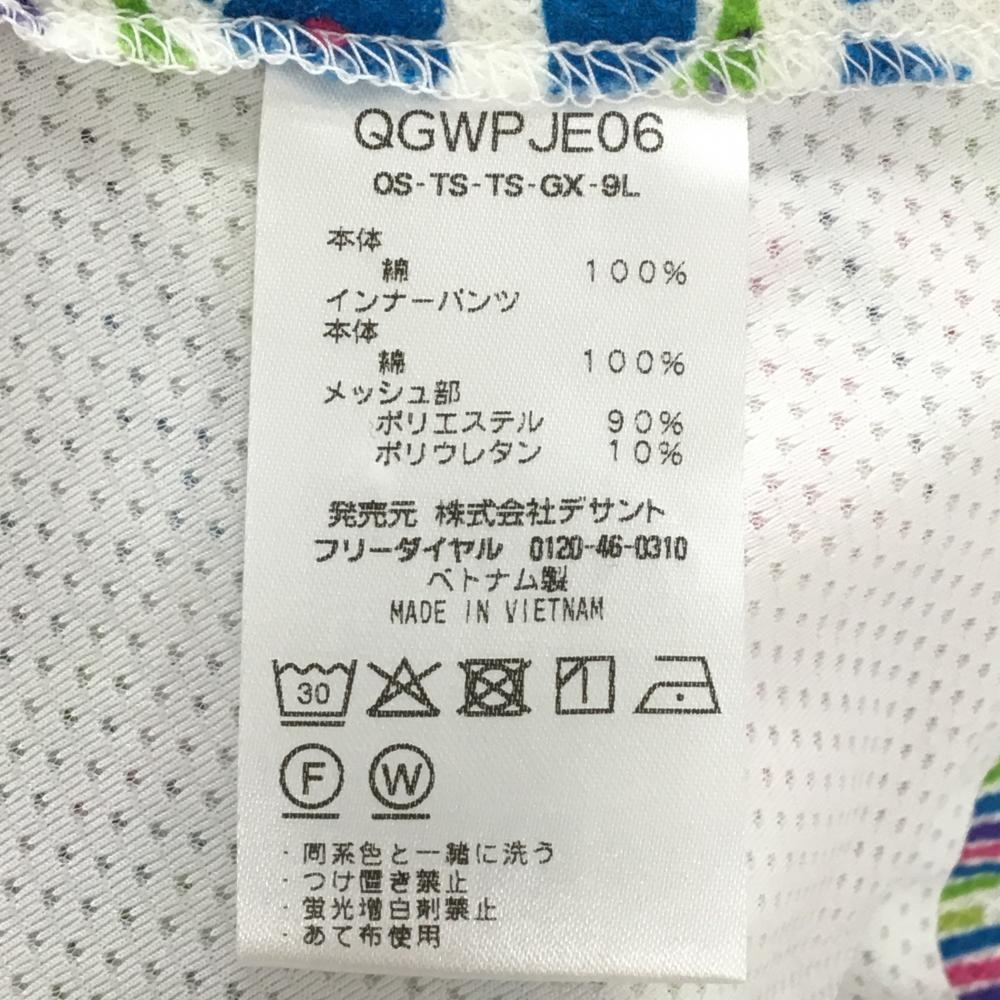 QGWPJE06
OS-TS-TS-GX-9L
本体
綿 100%
インナーパンツ
本体
綿 100%
メッシュ部
ポリエステル 90%
ポリウレタン 10%
発売元 株式会社デサント
フリーダイヤル 0120-46-0310
ベトナム製
MADE IN VIETNAM
30
F W
・同系色と一緒に洗う
・つけ置き禁止
・蛍光増白剤禁止
・あて布使用